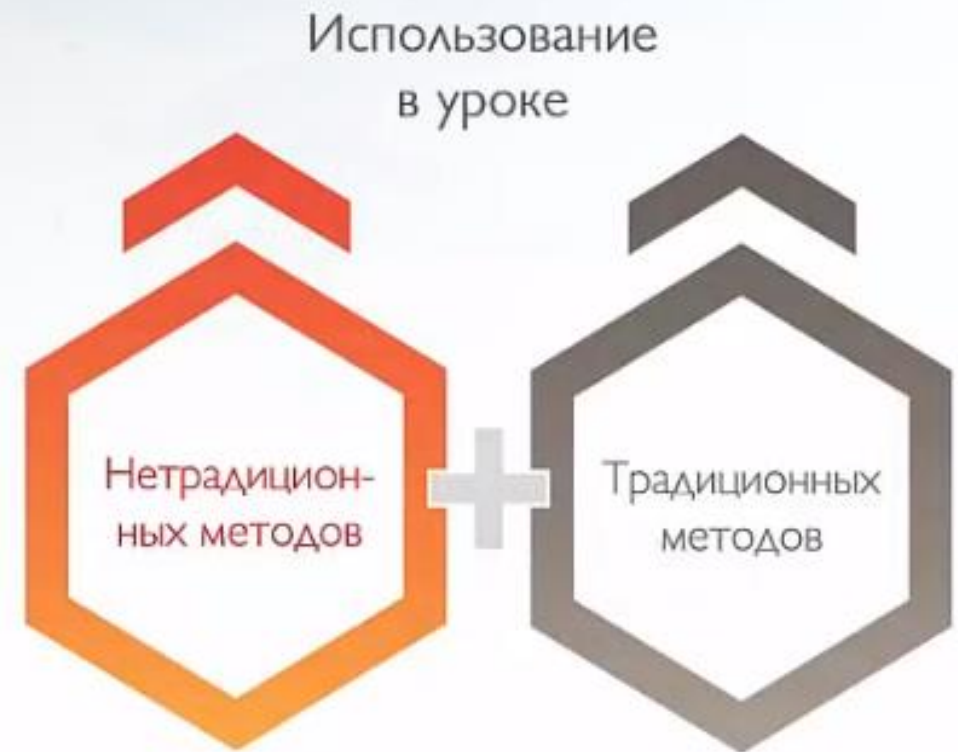 Использование
в уроке
Нетрадицион-
ных методов
Традиционных
методов